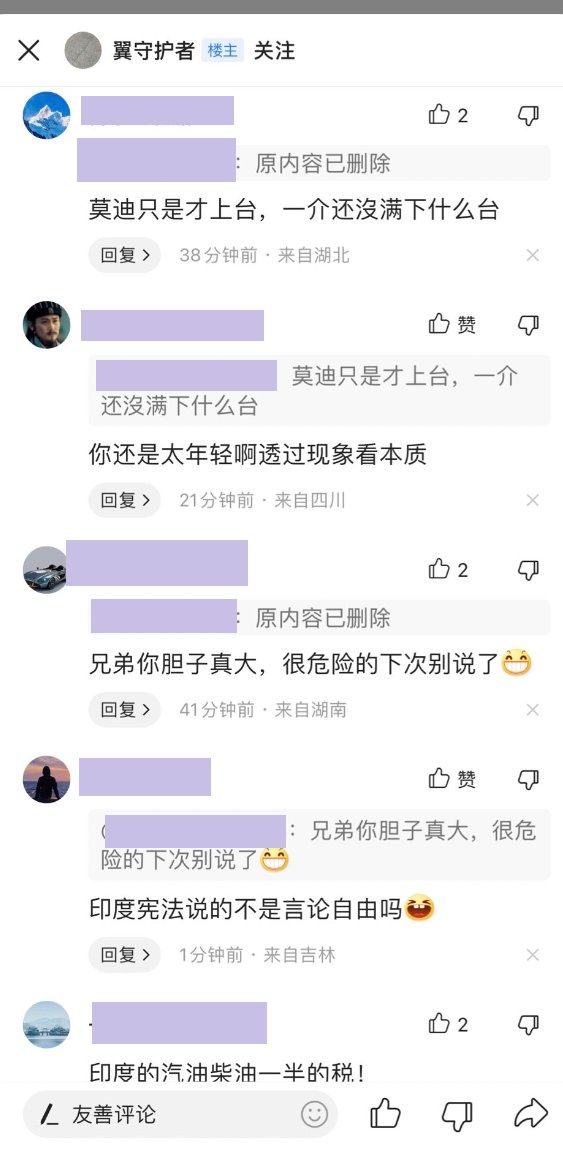 翼守护者 楼主 关注
2
: 原内容已删除
莫迪只是才上台，一介还沒满下什么台
回复 38分钟前 · 来自湖北
赞
莫迪只是才上台，一介
还沒满下什么台
你还是太年轻啊透过现象看本质
回复 21分钟前 · 来自四川
2
: 原内容已删除
兄弟你胆子真大，很危险的下次别说了😁
回复 41分钟前 · 来自湖南
赞
: 兄弟你胆子真大，很危
险的下次别说了😁
印度宪法说的不是言论自由吗😆
回复 1分钟前 · 来自吉林
2
印度的汽油柴油一半的税！
友善评论